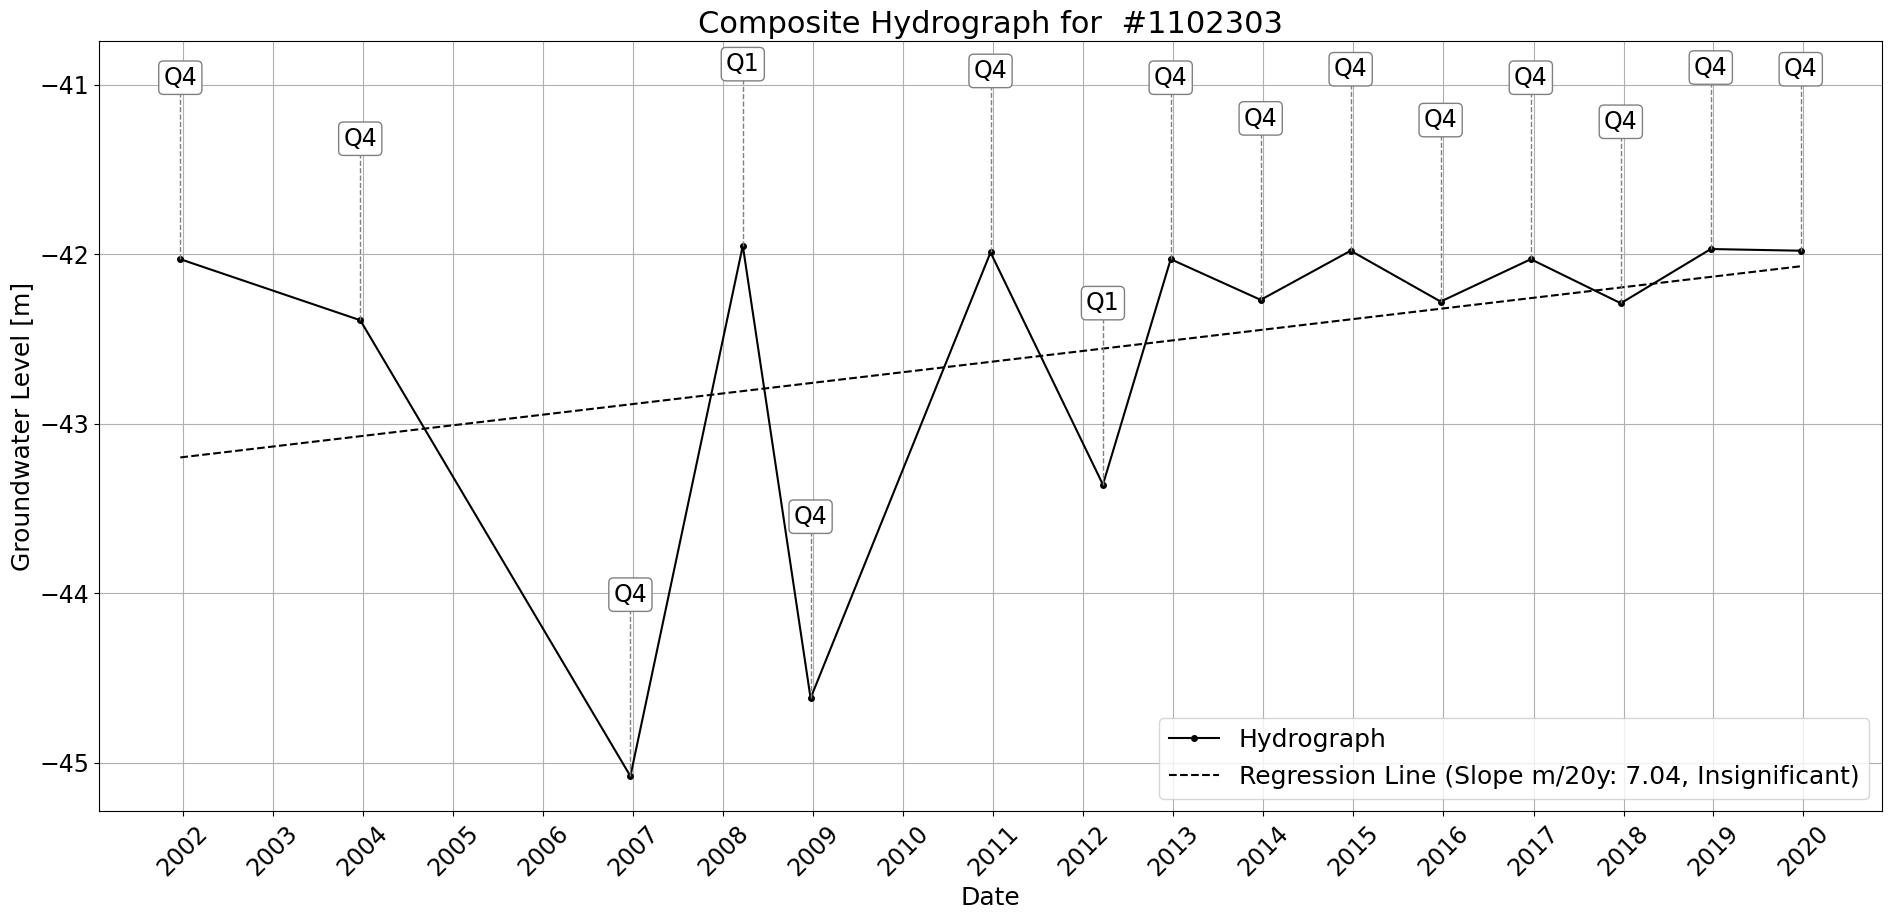 Composite Hydrograph for  #1102303
Groundwater Level [m]
−41
−42
−43
−44
−45
Q4
Q4
Q4
Q1
Q4
Q4
Q1
Q4
Q4
Q4
Q4
Q4
Q4
Q4
Q4
Hydrograph
Regression Line (Slope m/20y: 7.04, Insignificant)
2002
2003
2004
2005
2006
2007
2008
2009
2010
2011
2012
2013
2014
2015
2016
2017
2018
2019
2020
Date